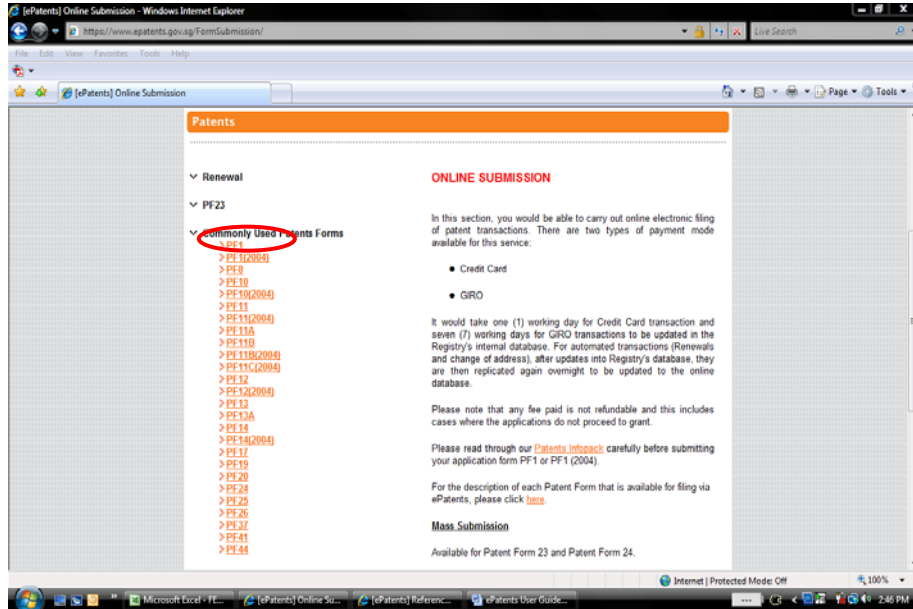 [ePatents] Online Submission - Windows Internet Explorer
https://www.epatents.gov.sg/FormSubmission/
Live Search
File Edit View Favorites Tools Help
[ePatents] Online Submission
Page Tools
Patents
Renewal
PF23
Commonly Used Patents Forms
PF1
PF1(2004)
PF8
PF10
PF10(2004)
PF11
PF11(2004)
PF11A
PF11B
PF11B(2004)
PF11C(2004)
PF12
PF12(2004)
PF13
PF13A
PF14
PF14(2004)
PF17
PF19
PF20
PF24
PF25
PF26
PF37
PF41
PF44
ONLINE SUBMISSION
In this section, you would be able to carry out online electronic filing
of patent transactions. There are two types of payment mode
available for this service:
● Credit Card
● GIRO
It would take one (1) working day for Credit Card transaction and
seven (7) working days for GIRO transactions to be updated in the
Registry's internal database. For automated transactions (Renewals
and change of address), after updates into Registry's database, they
are then replicated again overnight to be updated to the online
database.
Please note that any fee paid is not refundable and this includes
cases where the applications do not proceed to grant.
Please read through our Patents Infopack carefully before submitting
your application form PF1 or PF1 (2004).
For the description of each Patent Form that is available for filing via
ePatents, please click here.
Mass Submission
Available for Patent Form 23 and Patent Form 24.
Internet | Protected Mode: Off 100%
Microsoft Excel - FE... [ePatents] Online Su... [ePatents] Referenc... ePatents User Guide... 2:46 PM